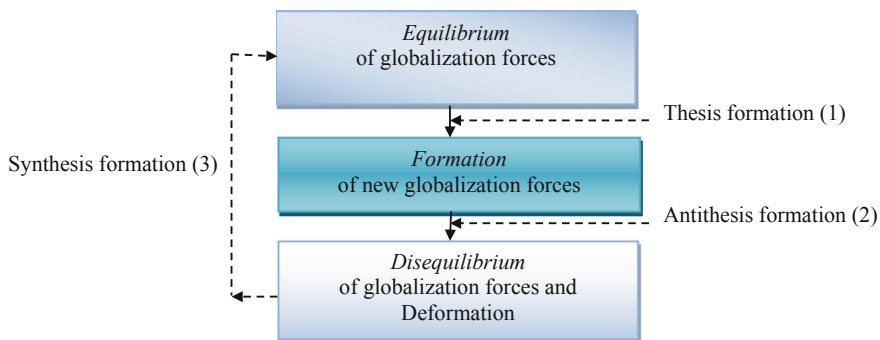 Equilibrium
of globalization forces
Thesis formation (1)
Formation
of new globalization forces
Synthesis formation (3)
Antithesis formation (2)
Disequilibrium
of globalization forces and
Deformation